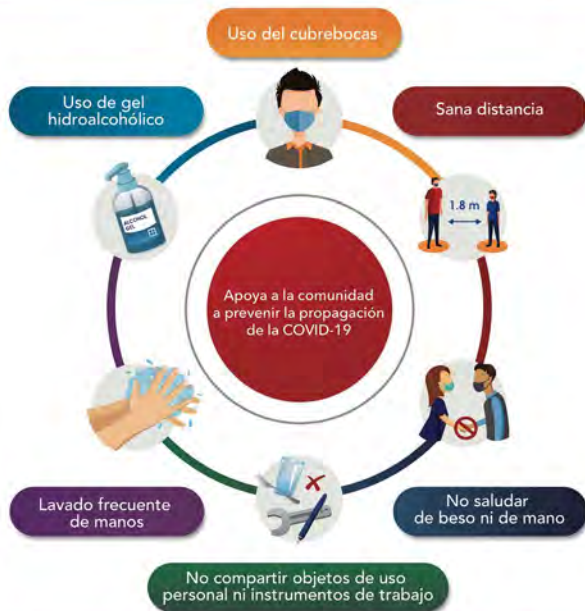 Uso del cubrebocas
Uso de gel
hidroalcohólico
Sana distancia
ALCOHOL
GEL
1.8 m
Apoya a la comunidad
a prevenir la propagación
de la COVID-19
Lavado frecuente
de manos
No saludar
de beso ni de mano
No compartir objetos de uso
personal ni instrumentos de trabajo